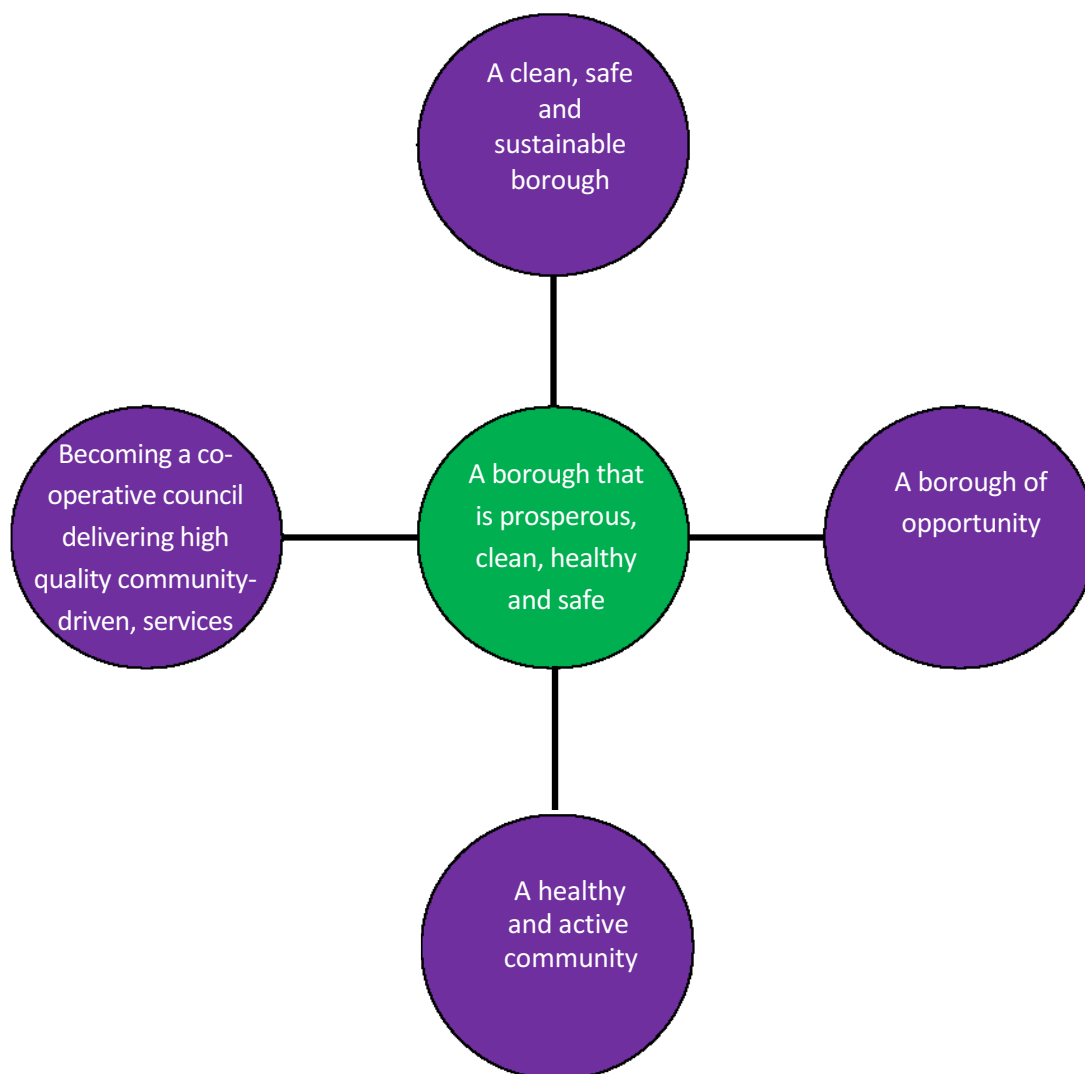 A clean, safe
and
sustainable
borough
Becoming a co-
operative council
delivering high
quality community-
driven, services
A borough that
is prosperous,
clean, healthy
and safe
A borough of
opportunity
A healthy
and active
community